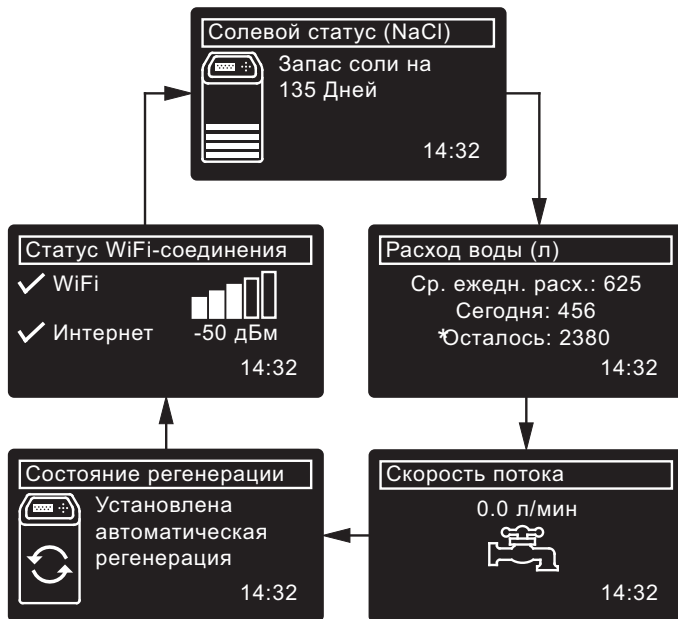 Солевой статус (NaCl)
Запас соли на
135 Дней
14:32
Статус WiFi-соединения
WiFi
Интернет
-50 дБм
14:32
Расход воды (л)
Ср. ежедн. расх.: 625
Сегодня: 456
*Осталось: 2380
14:32
Состояние регенерации
Установлена
автоматическая
регенерация
14:32
Скорость потока
0.0 л/мин
14:32